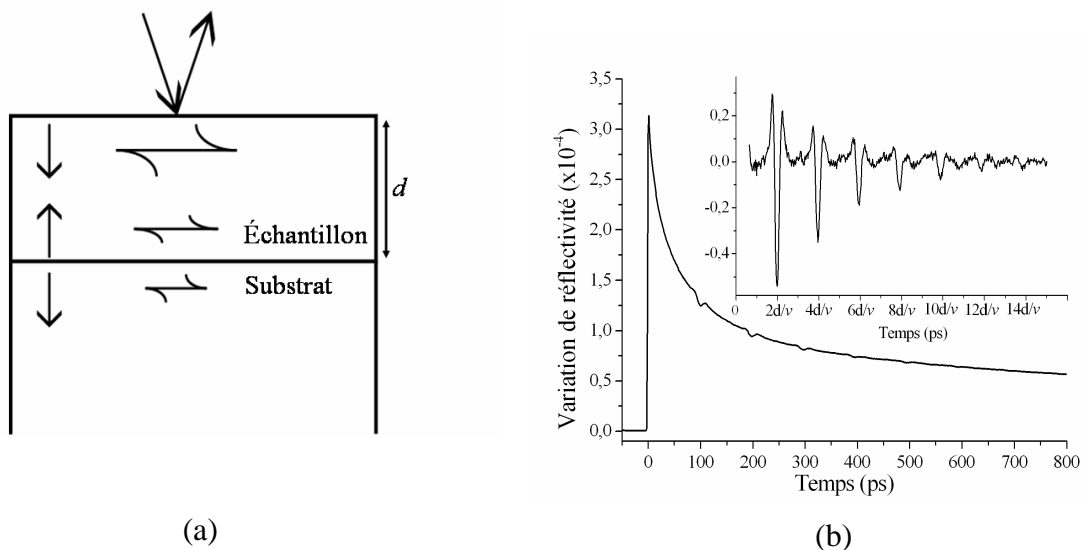 d
Échantillon
Substrat
(a)
Variation de réflectivité (x10⁻⁴)
3,5
3,0
2,5
2,0
1,5
1,0
0,5
0,0
0 100 200 300 400 500 600 700 800
Temps (ps)
0,2
0,0
-0,2
-0,4
0 2d/v 4d/v 6d/v 8d/v 10d/v 12d/v 14d/v
Temps (ps)
(b)